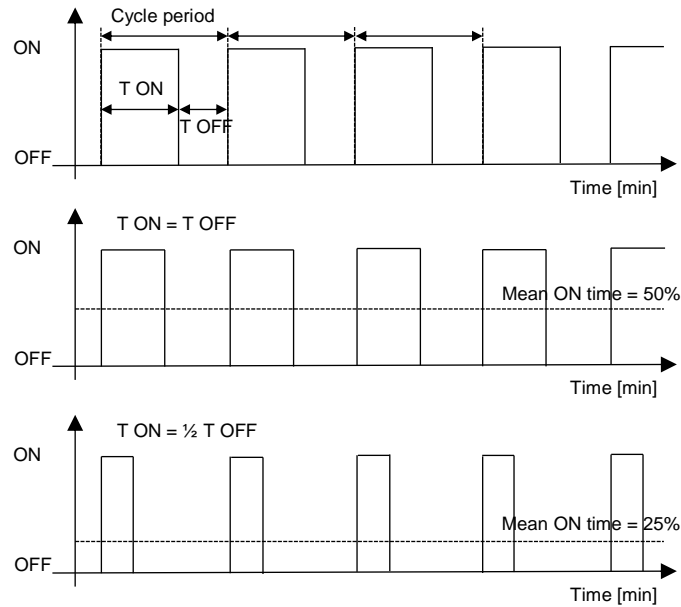 Cycle period
ON
T ON
T OFF
OFF
Time [min]
T ON = T OFF
ON
Mean ON time = 50%
OFF
Time [min]
T ON = ½ T OFF
ON
Mean ON time = 25%
OFF
Time [min]